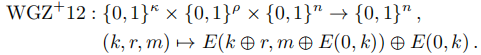 WGZ⁺12 : {0,1}^κ × {0,1}^ρ × {0,1}^n → {0,1}^n ,
(k, r, m) ↦ E(k ⊕ r, m ⊕ E(0, k)) ⊕ E(0, k) .